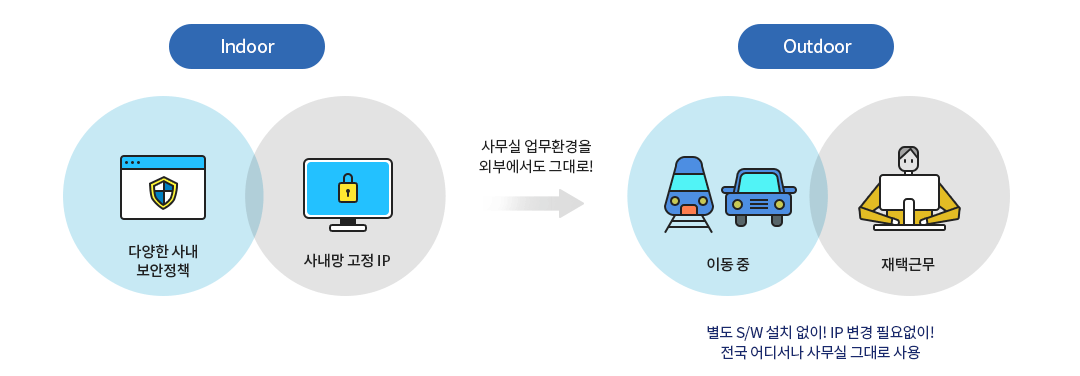 Indoor
다양한 사내
보안정책
사내망 고정 IP
사무실 업무환경을
외부에서도 그대로!
Outdoor
이동 중
재택근무
별도 S/W 설치 없이! IP 변경 필요없이!
전국 어디서나 사무실 그대로 사용